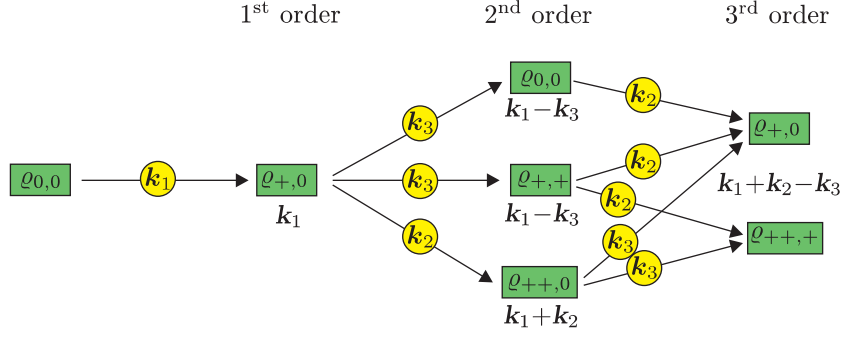 1st order 2nd order 3rd order
ϱ0,0
k2
k3
k1−k3
ϱ+,0
ϱ0,0 k1 ϱ+,0 k3 ϱ+,+ k2
k1 k1−k3 k2 k1+k2−k3
k2 k3 ϱ++,+
ϱ++,0 k3
k1+k2